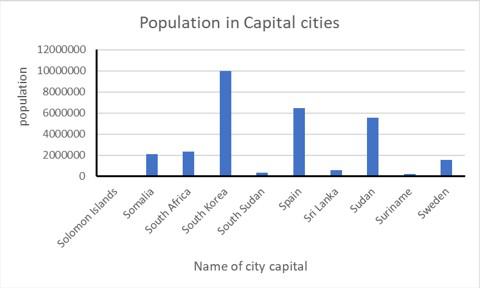 Population in Capital cities
population
12000000
10000000
8000000
6000000
4000000
2000000
0
Solomon Islands
Somalia
South Africa
South Korea
South Sudan
Spain
Sri Lanka
Sudan
Suriname
Sweden
Name of city capital